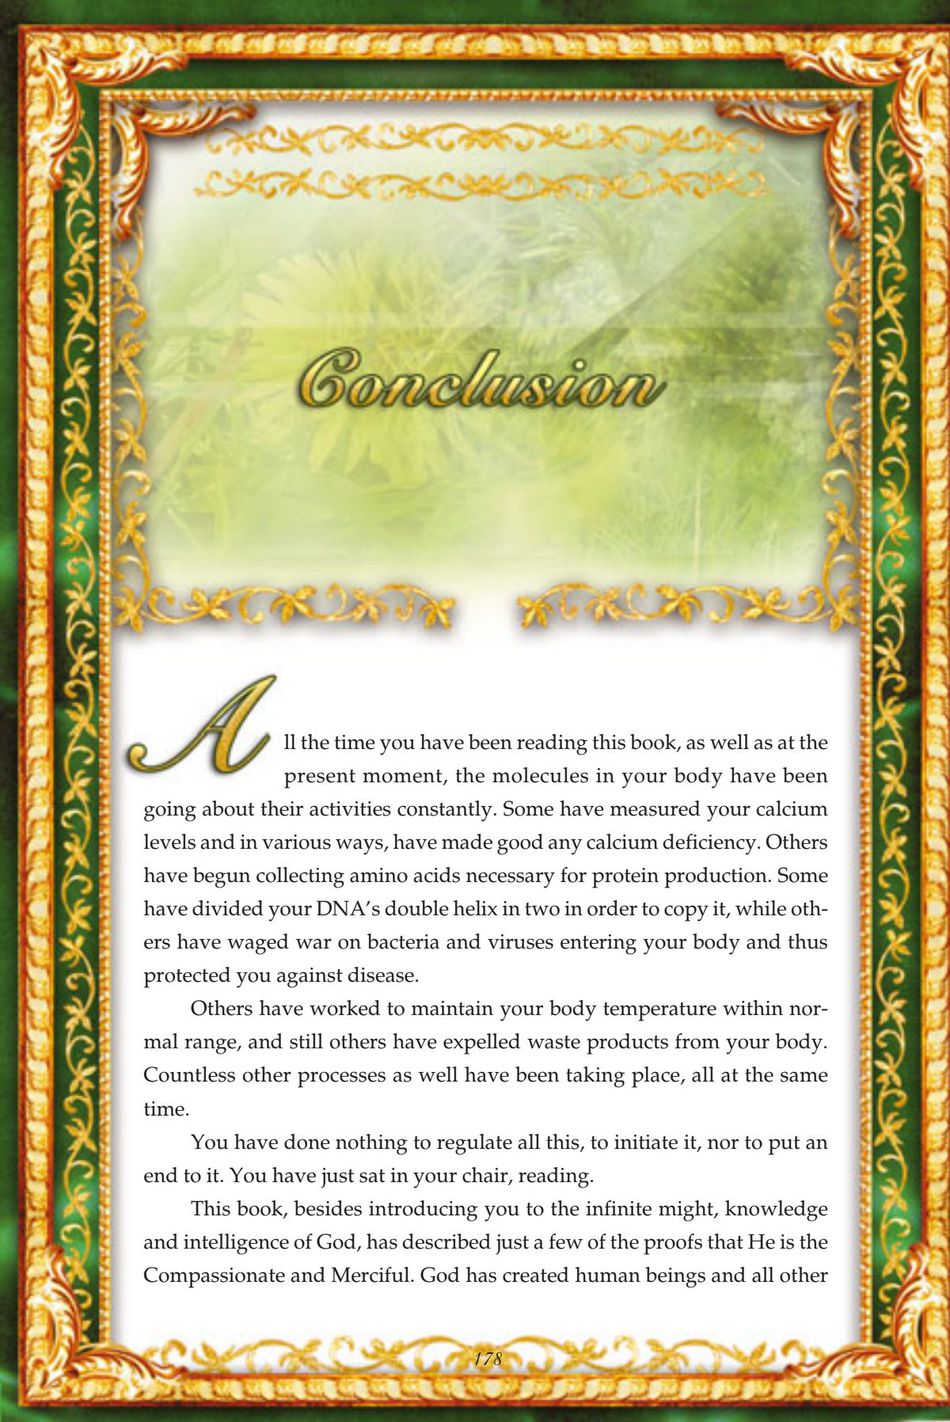 Conclusion
All the time you have been reading this book, as well as at the
present moment, the molecules in your body have been
going about their activities constantly. Some have measured your calcium
levels and in various ways, have made good any calcium deficiency. Others
have begun collecting amino acids necessary for protein production. Some
have divided your DNA’s double helix in two in order to copy it, while oth-
ers have waged war on bacteria and viruses entering your body and thus
protected you against disease.
Others have worked to maintain your body temperature within nor-
mal range, and still others have expelled waste products from your body.
Countless other processes as well have been taking place, all at the same
time.
You have done nothing to regulate all this, to initiate it, nor to put an
end to it. You have just sat in your chair, reading.
This book, besides introducing you to the infinite might, knowledge
and intelligence of God, has described just a few of the proofs that He is the
Compassionate and Merciful. God has created human beings and all other
178